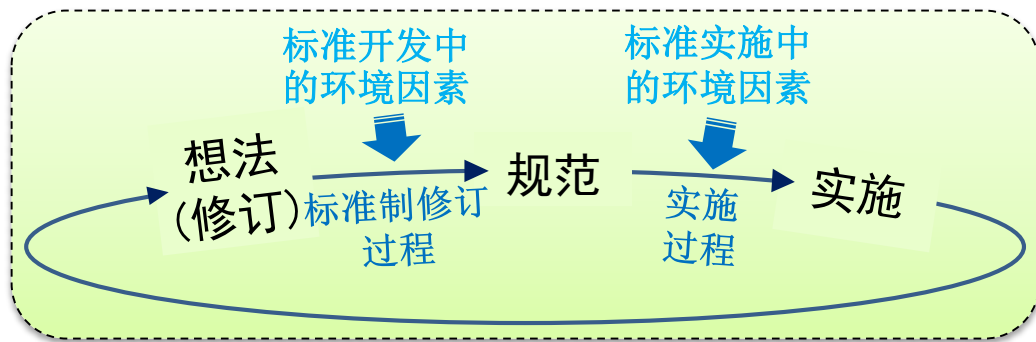 标准开发中
的环境因素
标准实施中
的环境因素
想法
(修订)
标准制修订
过程
规范
实施
过程
实施